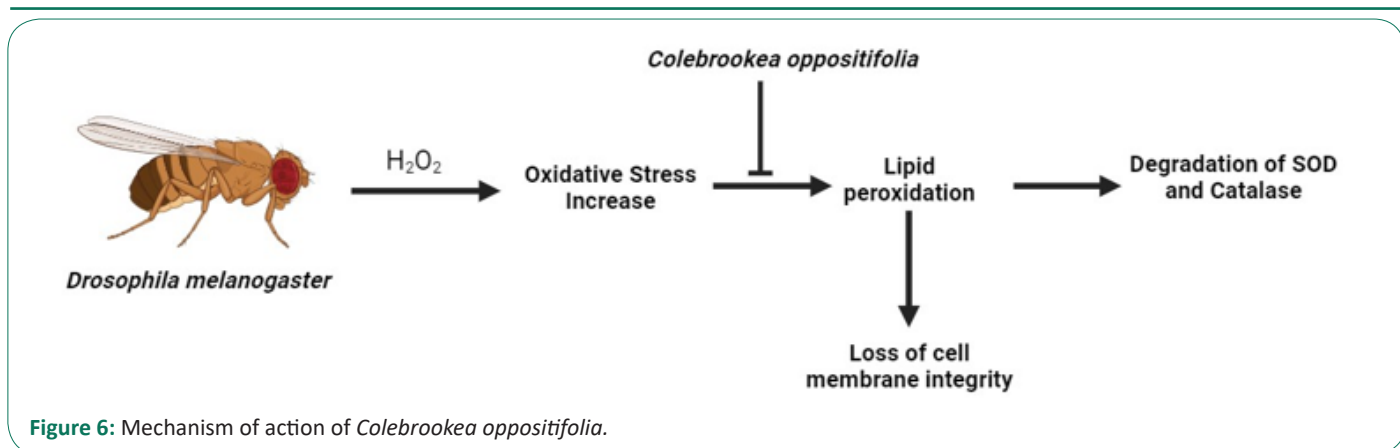 Colebrookea oppositifolia
H₂O₂
Oxidative Stress
Increase
Lipid
peroxidation
Degradation of SOD
and Catalase
Drosophila melanogaster
Loss of cell
membrane integrity
Figure 6: Mechanism of action of Colebrookea oppositifolia.